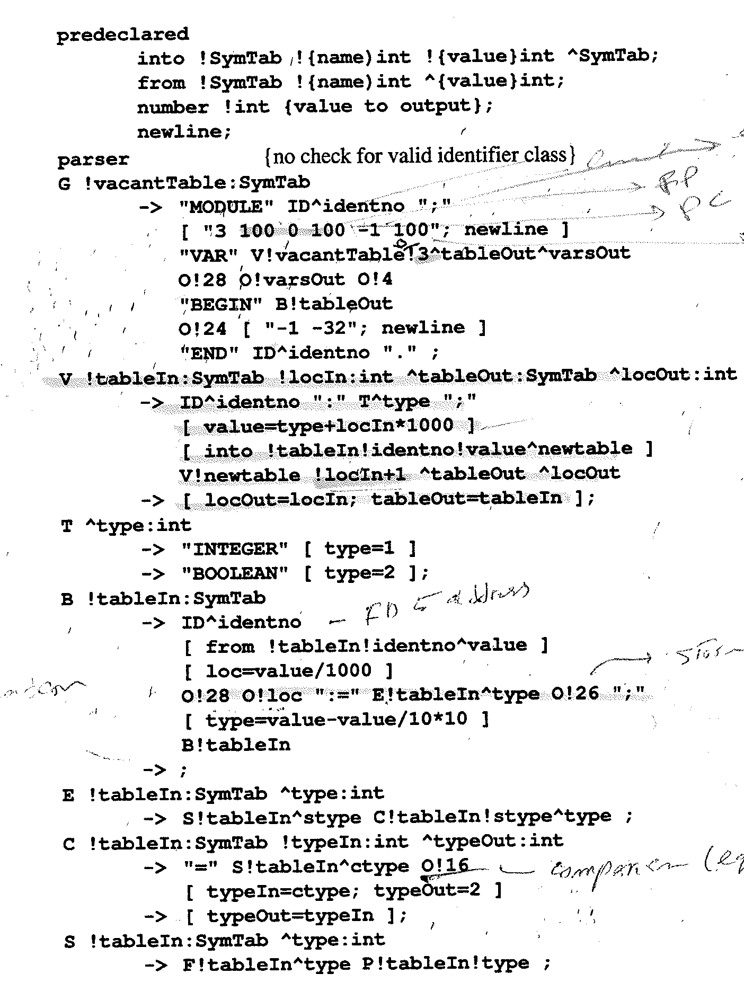 predeclared
into !SymTab !{name)int !{value}int ^SymTab;
from !SymTab !{name)int ^{value}int;
number !int {value to output};
newline;
parser {no check for valid identifier class}
G !vacantTable:SymTab
-> "MODULE" ID^identno ";"
PC
[ "3 100 0 100 -1 100"; newline ]
"VAR" V!vacantTable!3^tableOut^varsOut
O!28 O!varsOut O!4
"BEGIN" B!tableOut
O!24 [ "-1 -32"; newline ]
"END" ID^identno "." ;
V !tableIn:SymTab !locIn:int ^tableOut:SymTab ^locOut:int
-> ID^identno ":" T^type ";"
[ value=type+locIn*1000 ]
[ into !tableIn!identno!value^newtable ]
V!newtable !locIn+1 ^tableOut ^locOut
-> [ locOut=locIn; tableOut=tableIn ];
T ^type:int
-> "INTEGER" [ type=1 ]
-> "BOOLEAN" [ type=2 ];
B !tableIn:SymTab
-> ID^identno - address
[ from !tableIn!identno^value ]
[ loc=value/1000 ]
O!28 O!loc ":=" E!tableIn^type O!26 ";"
[ type=value-value/10*10 ]
B!tableIn
-> ;
E !tableIn:SymTab ^type:int
-> S!tableIn^stype C!tableIn!stype^type ;
C !tableIn:SymTab !typeIn:int ^typeOut:int
-> "=" S!tableIn^ctype O!16
[ typeIn=ctype; typeOut=2 ]
-> [ typeOut=typeIn ];
S !tableIn:SymTab ^type:int
-> F!tableIn^type P!tableIn!type ;